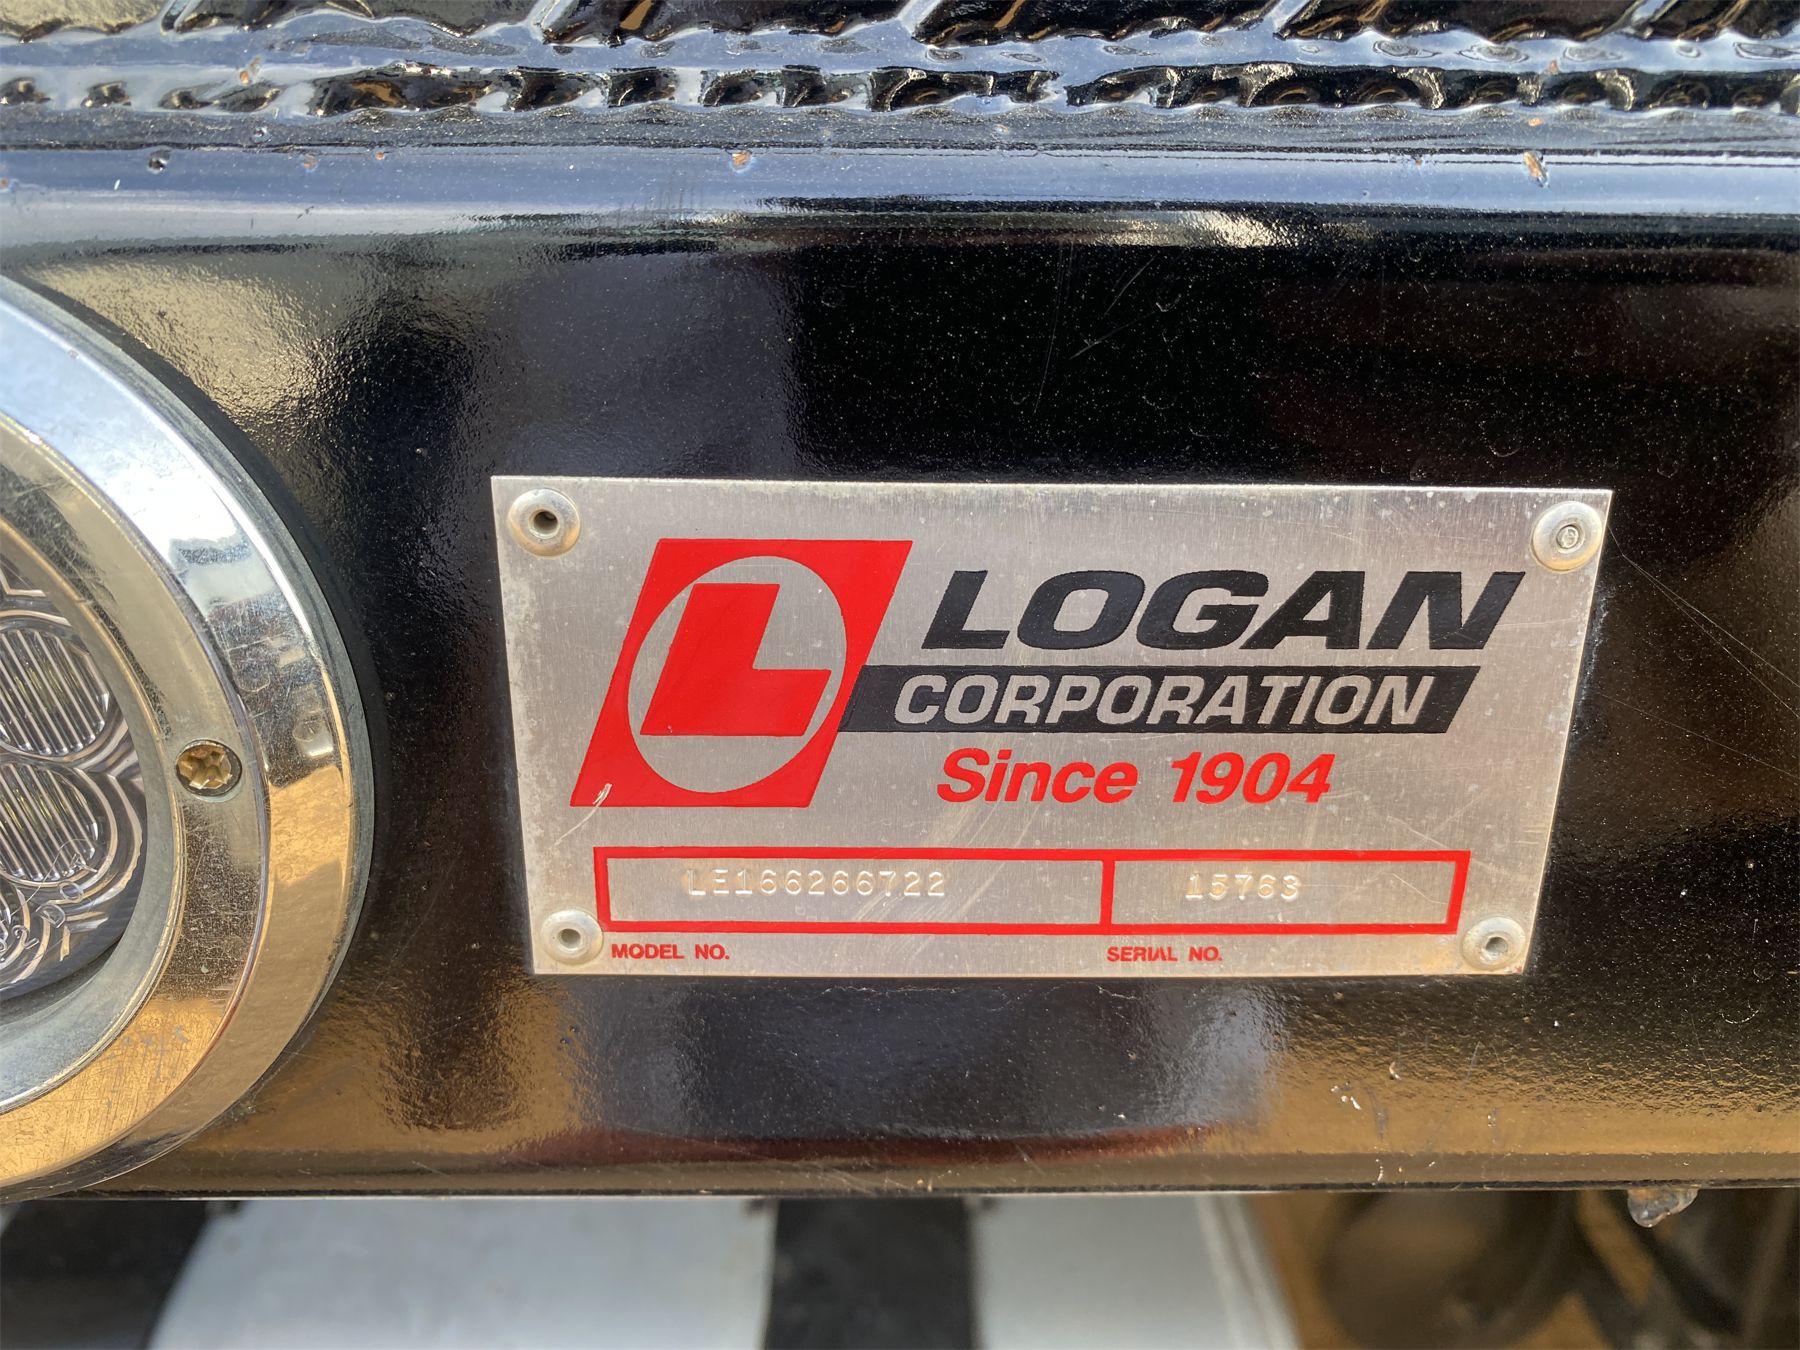 L
LOGAN
CORPORATION
Since 1904
LE166266722
15763
MODEL NO.
SERIAL NO.